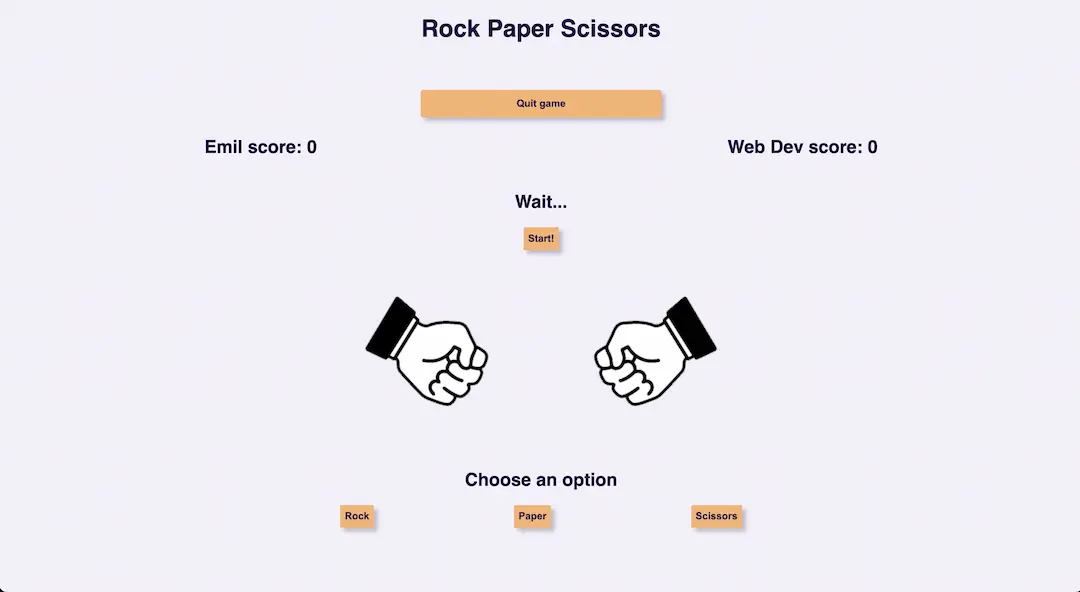 Rock Paper Scissors
Quit game
Emil score: 0
Web Dev score: 0
Wait...
Start!
Choose an option
Rock
Paper
Scissors